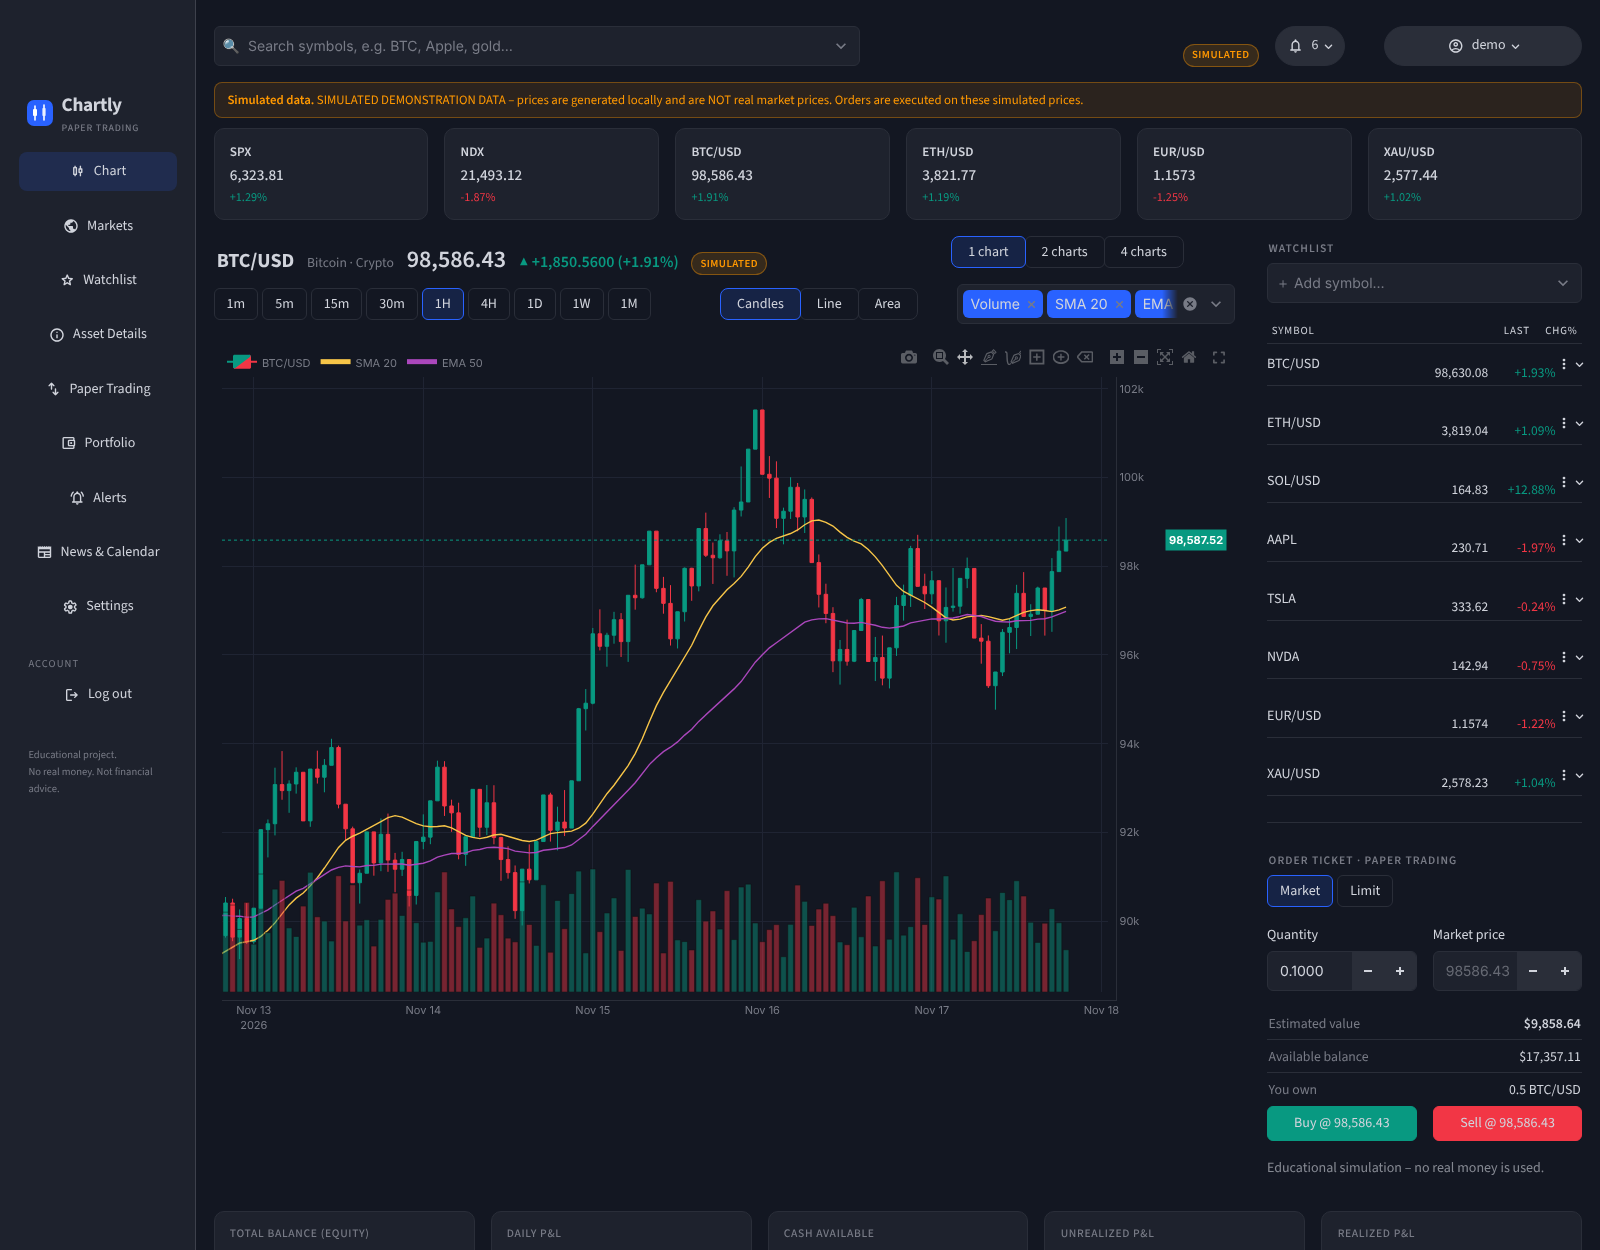 Chartly
PAPER TRADING
Chart
Markets
Watchlist
Asset Details
Paper Trading
Portfolio
Alerts
News & Calendar
Settings
ACCOUNT
Log out
Educational project.
No real money. Not financial
advice.
Search symbols, e.g. BTC, Apple, gold...
SIMULATED
6
demo
Simulated data. SIMULATED DEMONSTRATION DATA – prices are generated locally and are NOT real market prices. Orders are executed on these simulated prices.
SPX
6,323.81
+1.29%
NDX
21,493.12
-1.87%
BTC/USD
98,586.43
+1.91%
ETH/USD
3,821.77
+1.19%
EUR/USD
1.1573
-1.25%
XAU/USD
2,577.44
+1.02%
BTC/USD Bitcoin · Crypto 98,586.43 ▲ +1,850.5600 (+1.91%) SIMULATED
1 chart 2 charts 4 charts
1m 5m 15m 30m 1H 4H 1D 1W 1M
Candles Line Area
Volume × SMA 20 × EMA
BTC/USD SMA 20 EMA 50
102k
100k
98,587.52
98k
96k
94k
92k
90k
Nov 13 Nov 14 Nov 15 Nov 16 Nov 17 Nov 18
2026
WATCHLIST
+ Add symbol...
SYMBOL LAST CHG%
BTC/USD 98,630.08 +1.93%
ETH/USD 3,819.04 +1.09%
SOL/USD 164.83 +12.88%
AAPL 230.71 -1.97%
TSLA 333.62 -0.24%
NVDA 142.94 -0.75%
EUR/USD 1.1574 -1.22%
XAU/USD 2,578.23 +1.04%
ORDER TICKET · PAPER TRADING
Market Limit
Quantity Market price
0.1000 − + 98586.43 − +
Estimated value $9,858.64
Available balance $17,357.11
You own 0.5 BTC/USD
Buy @ 98,586.43 Sell @ 98,586.43
Educational simulation – no real money is used.
TOTAL BALANCE (EQUITY)
DAILY P&L
CASH AVAILABLE
UNREALIZED P&L
REALIZED P&L